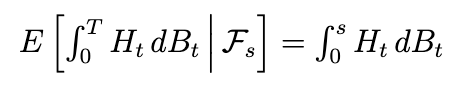 E[∫_0^T H_t dB_t | ℱ_s] = ∫_0^s H_t dB_t